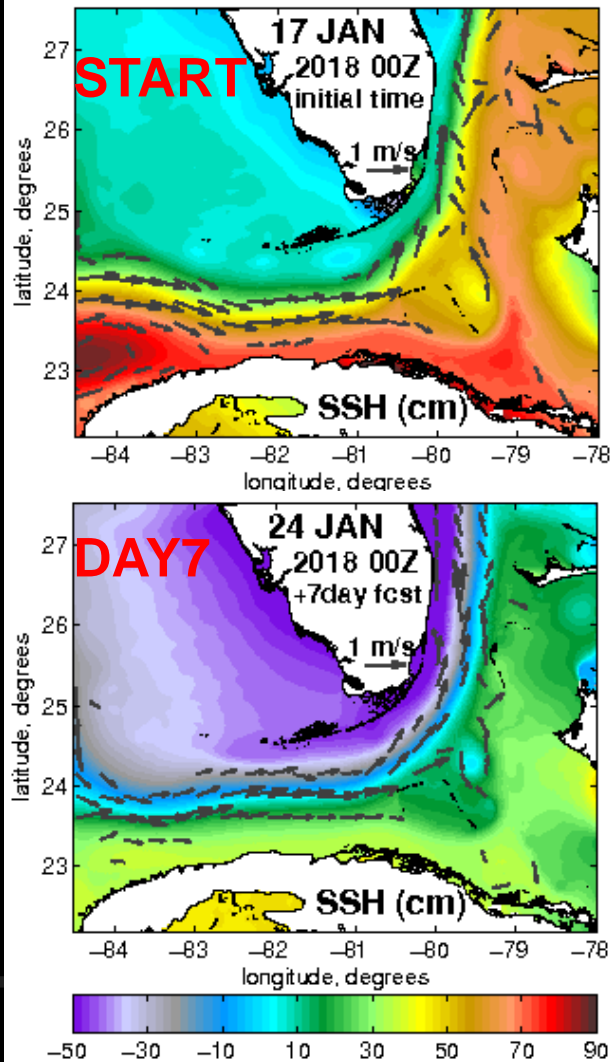 START
17 JAN
2018 00Z
initial time
1 m/s
SSH (cm)
latitude, degrees
27
26
25
24
23
−84 −83 −82 −81 −80 −79 −78
longitude, degrees
DAY7
24 JAN
2018 00Z
+7day fcst
1 m/s
SSH (cm)
latitude, degrees
27
26
25
24
23
−84 −83 −82 −81 −80 −79 −78
longitude, degrees
−50 −30 −10 10 30 50 70 90